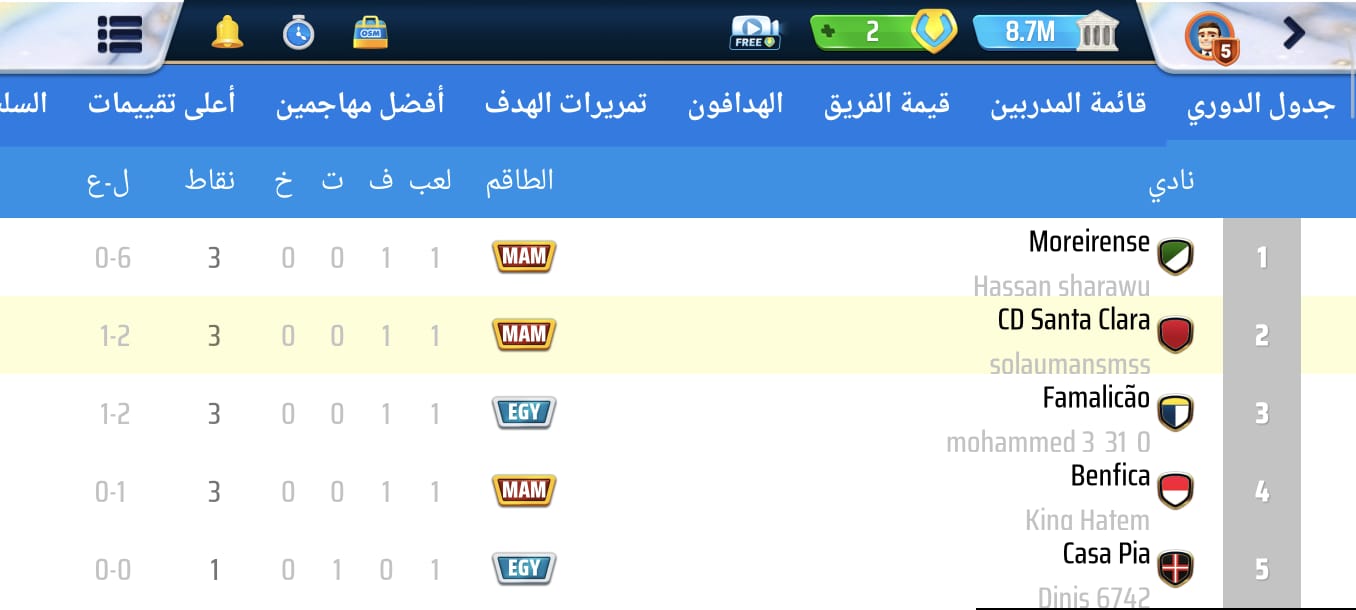 OSM FREE 2 8.7M 5
جدول الدوري قائمة المدربين قيمة الفريق الهدافون تمريرات الهدف أفضل مهاجمين أعلى تقييمات السلـ
نادي الطاقم لعب ف ت خ نقاط ل-ع
1 Moreirense MAM 1 1 0 0 3 0-6
Hassan sharawu
2 CD Santa Clara MAM 1 1 0 0 3 1-2
solaumansmss
3 Famalicão EGY 1 1 0 0 3 1-2
mohammed 3 31 0
4 Benfica MAM 1 1 0 0 3 0-1
King Hatem
5 Casa Pia EGY 1 0 1 0 1 0-0
Dinis 6742